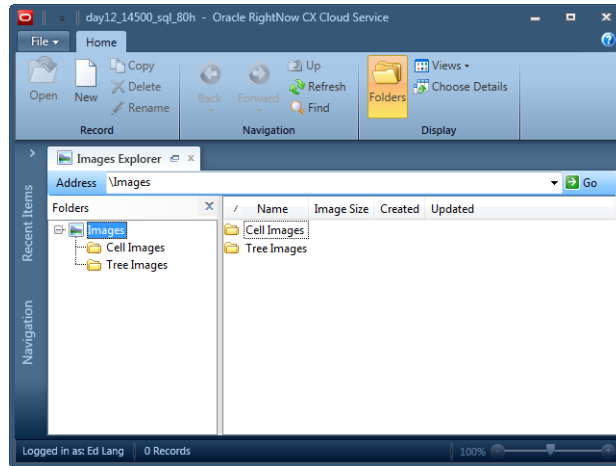 day12_14500_sql_80h - Oracle RightNow CX Cloud Service
File Home
Open
New
Copy
Delete
Rename
Record
Back
Forward
Up
Refresh
Find
Navigation
Folders
Views
Choose Details
Display
Images Explorer
Address \Images Go
Folders
Images
Cell Images
Tree Images
/ Name Image Size Created Updated
Cell Images
Tree Images
Recent Items
Navigation
Logged in as: Ed Lang 0 Records 100%